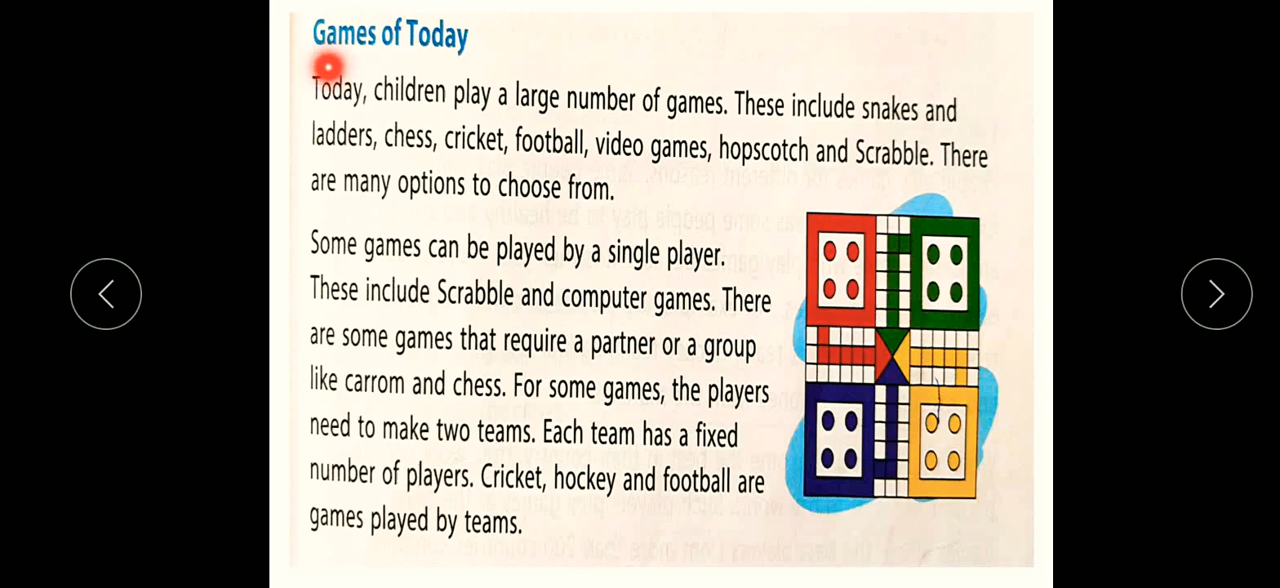 Games of Today
Today, children play a large number of games. These include snakes and
ladders, chess, cricket, football, video games, hopscotch and Scrabble. There
are many options to choose from.
Some games can be played by a single player.
These include Scrabble and computer games. There
are some games that require a partner or a group
like carrom and chess. For some games, the players
need to make two teams. Each team has a fixed
number of players. Cricket, hockey and football are
games played by teams.